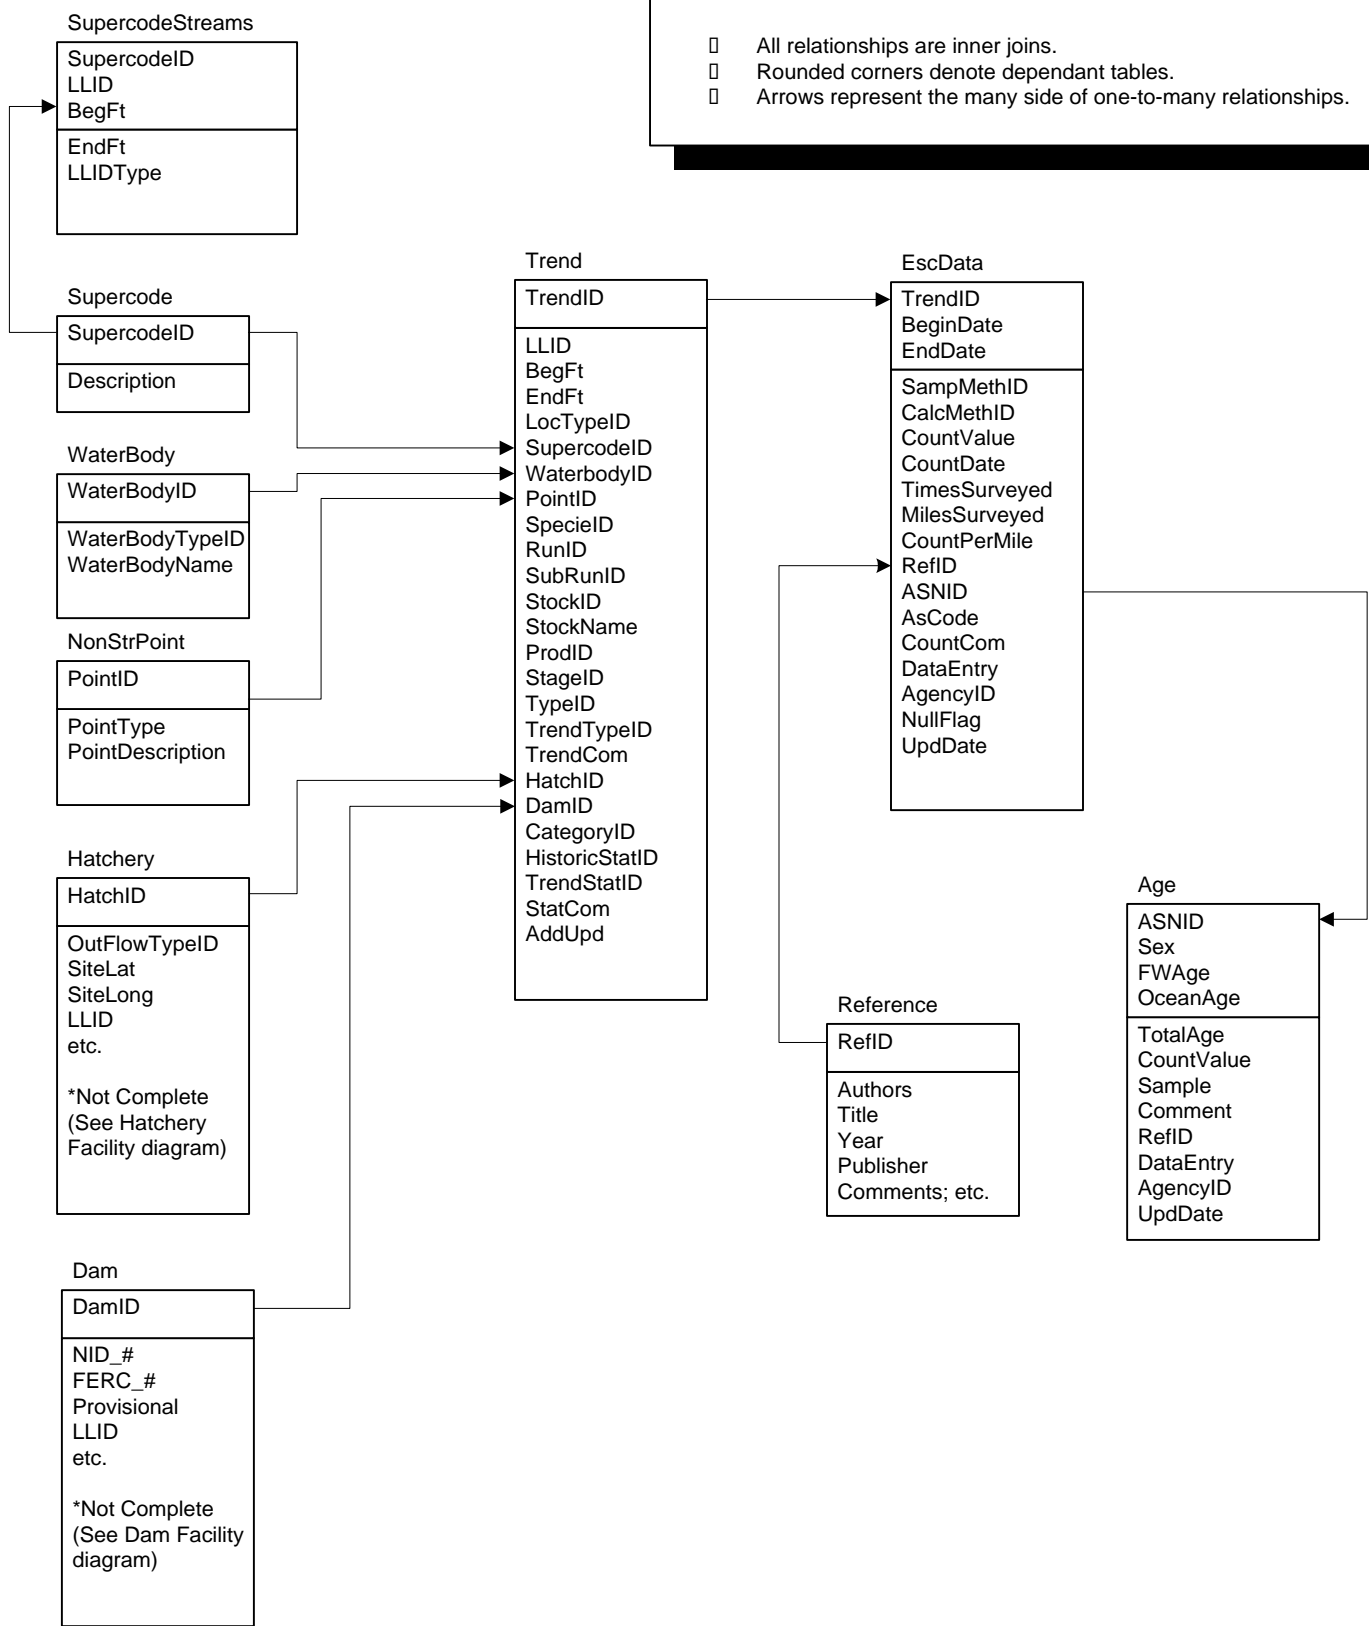 SupercodeStreams
SupercodeID
LLID
BegFt
EndFt
LLIDType
All relationships are inner joins.
Rounded corners denote dependant tables.
Arrows represent the many side of one-to-many relationships.
Supercode
SupercodeID
Description
WaterBody
WaterBodyID
WaterBodyTypeID
WaterBodyName
NonStrPoint
PointID
PointType
PointDescription
Hatchery
HatchID
OutFlowTypeID
SiteLat
SiteLong
LLID
etc.
*Not Complete
(See Hatchery
Facility diagram)
Dam
DamID
NID_#
FERC_#
Provisional
LLID
etc.
*Not Complete
(See Dam Facility
diagram)
Trend
TrendID
LLID
BegFt
EndFt
LocTypeID
SupercodeID
WaterbodyID
PointID
SpecieID
RunID
SubRunID
StockID
StockName
ProdID
StageID
TypeID
TrendTypeID
TrendCom
HatchID
DamID
CategoryID
HistoricStatID
TrendStatID
StatCom
AddUpd
EscData
TrendID
BeginDate
EndDate
SampMethID
CalcMethID
CountValue
CountDate
TimesSurveyed
MilesSurveyed
CountPerMile
RefID
ASNID
AsCode
CountCom
DataEntry
AgencyID
NullFlag
UpdDate
Reference
RefID
Authors
Title
Year
Publisher
Comments; etc.
Age
ASNID
Sex
FWAge
OceanAge
TotalAge
CountValue
Sample
Comment
RefID
DataEntry
AgencyID
UpdDate